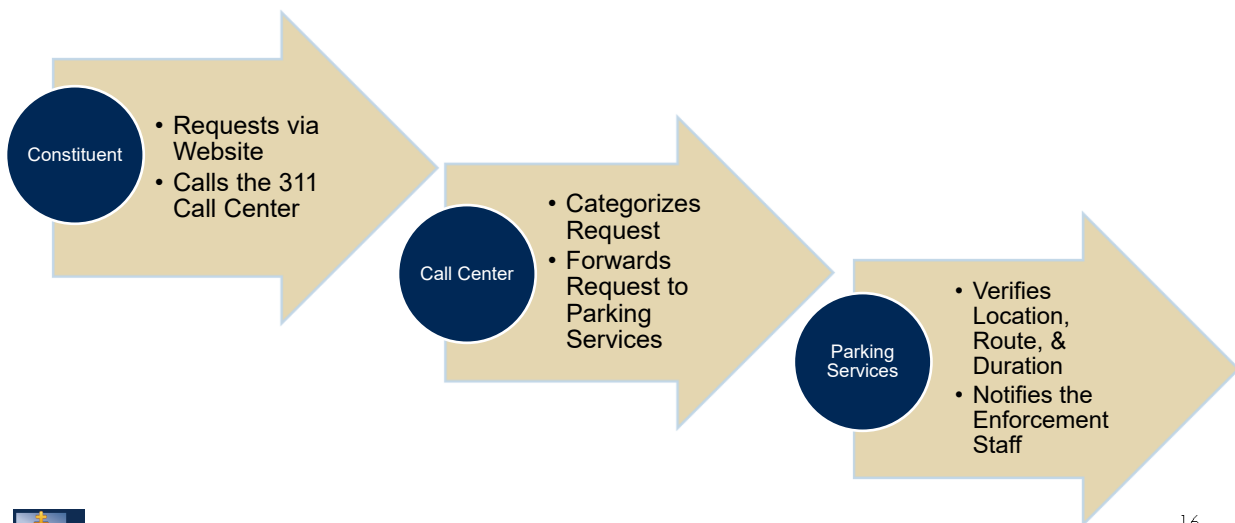 Constituent
• Requests via
Website
• Calls the 311
Call Center
Call Center
• Categorizes
Request
• Forwards
Request to
Parking
Services
Parking
Services
• Verifies
Location,
Route, &
Duration
• Notifies the
Enforcement
Staff
16